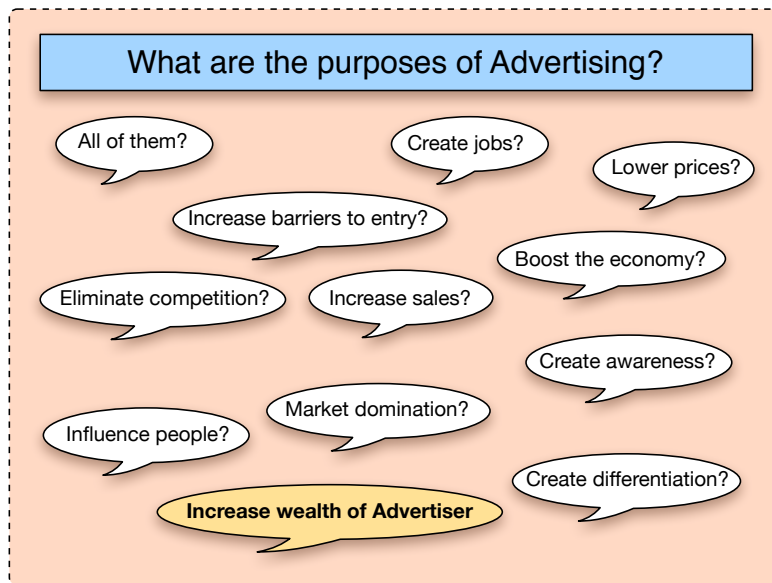 What are the purposes of Advertising?
All of them?
Create jobs?
Lower prices?
Increase barriers to entry?
Boost the economy?
Eliminate competition?
Increase sales?
Create awareness?
Market domination?
Influence people?
Create differentiation?
Increase wealth of Advertiser